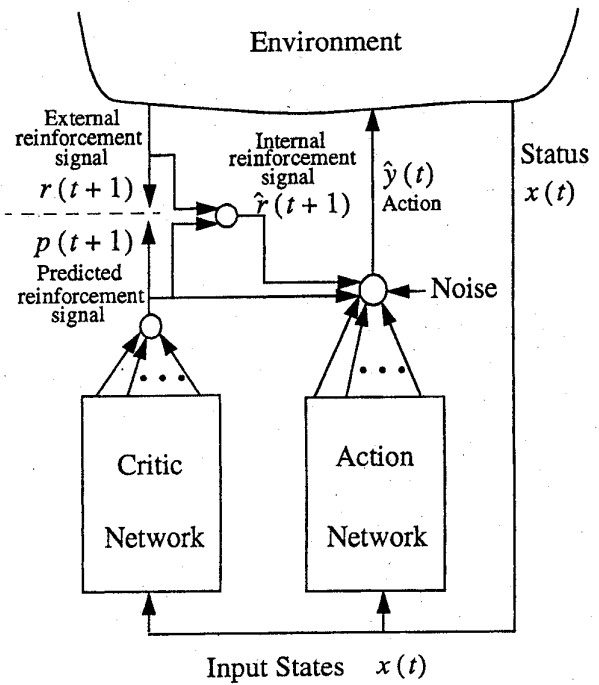 Environment
External
reinforcement
signal
r (t + 1)
p (t + 1)
Predicted
reinforcement
signal
Internal
reinforcement
signal
r̂ (t + 1)
ŷ (t)
Action
Status
x (t)
Noise
• • •
• • •
Critic
Network
Action
Network
Input States x (t)